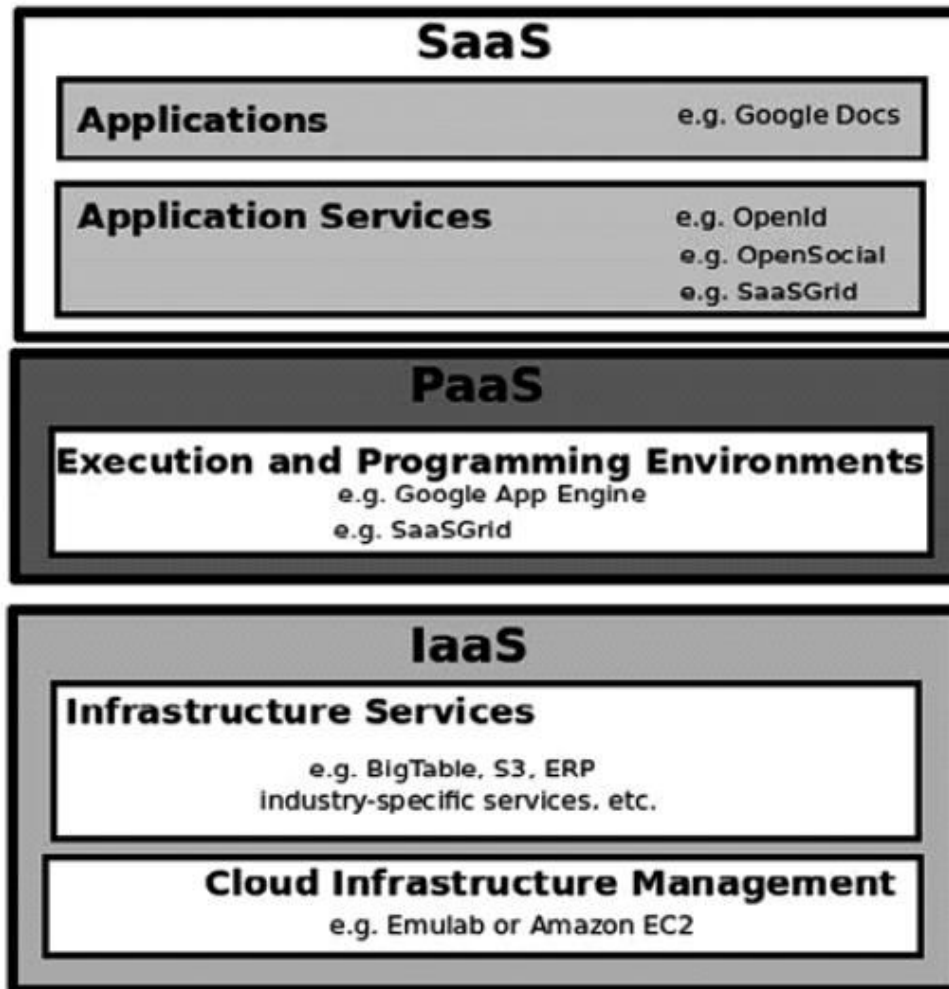 SaaS
Applications e.g. Google Docs
Application Services e.g. OpenId
e.g. OpenSocial
e.g. SaaSGrid
PaaS
Execution and Programming Environments
e.g. Google App Engine
e.g. SaaSGrid
IaaS
Infrastructure Services
e.g. BigTable, S3, ERP
industry-specific services. etc.
Cloud Infrastructure Management
e.g. Emulab or Amazon EC2